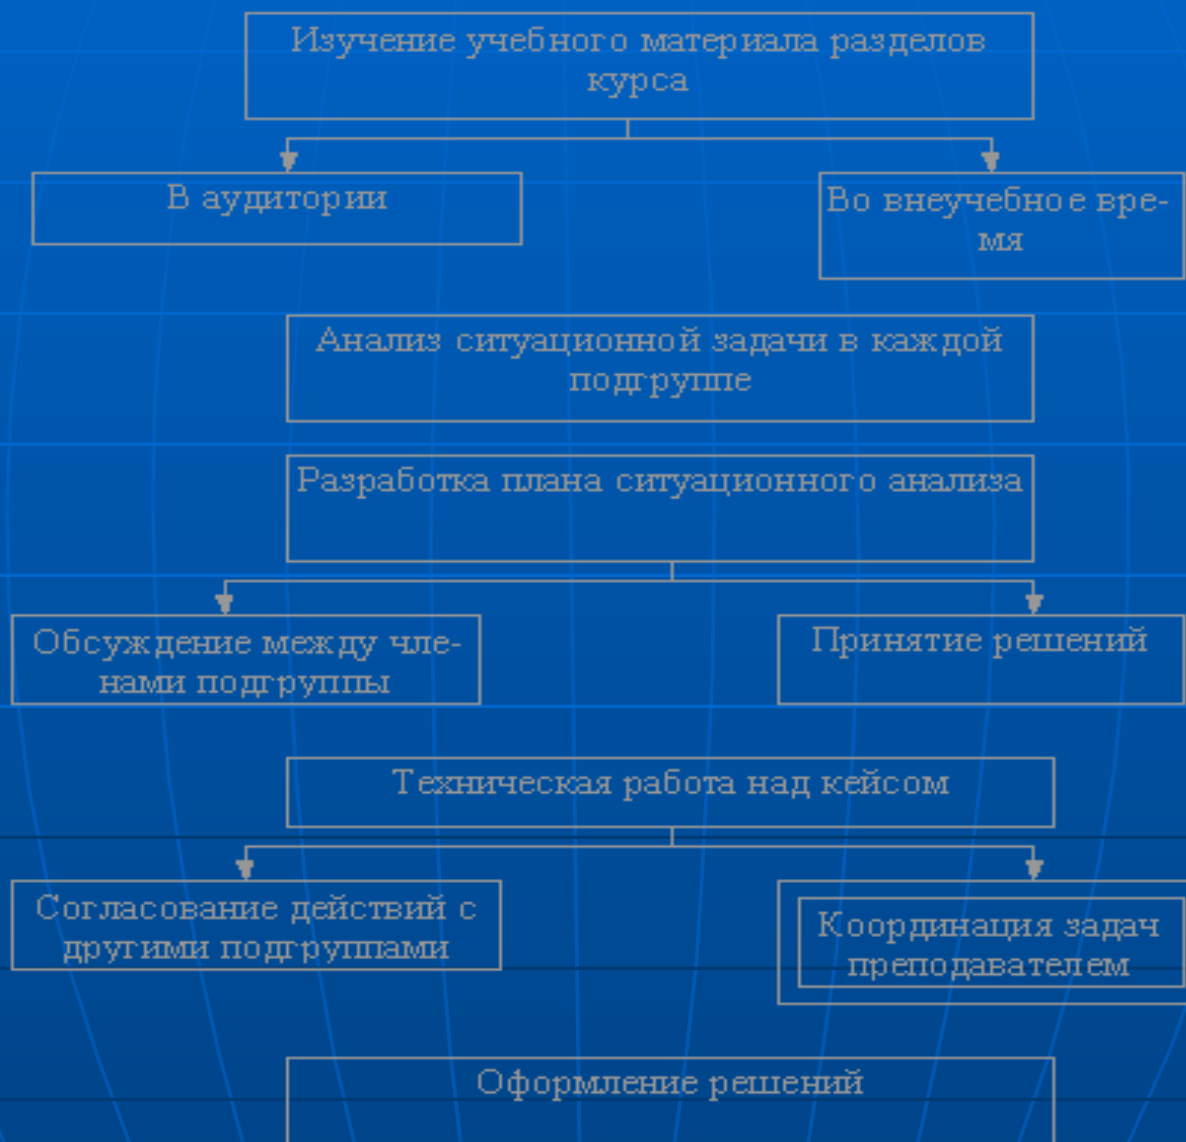 Изучение учебного материала разделов
курса
В аудитории
Во внеучебное вре-
мя
Анализ ситуационной задачи в каждой
подгруппе
Разработка плана ситуационного анализа
Обсуждение между чле-
нами подгруппы
Принятие решений
Техническая работа над кейсом
Согласование действий с
другими подгруппами
Координация задач
преподавателем
Оформление решений